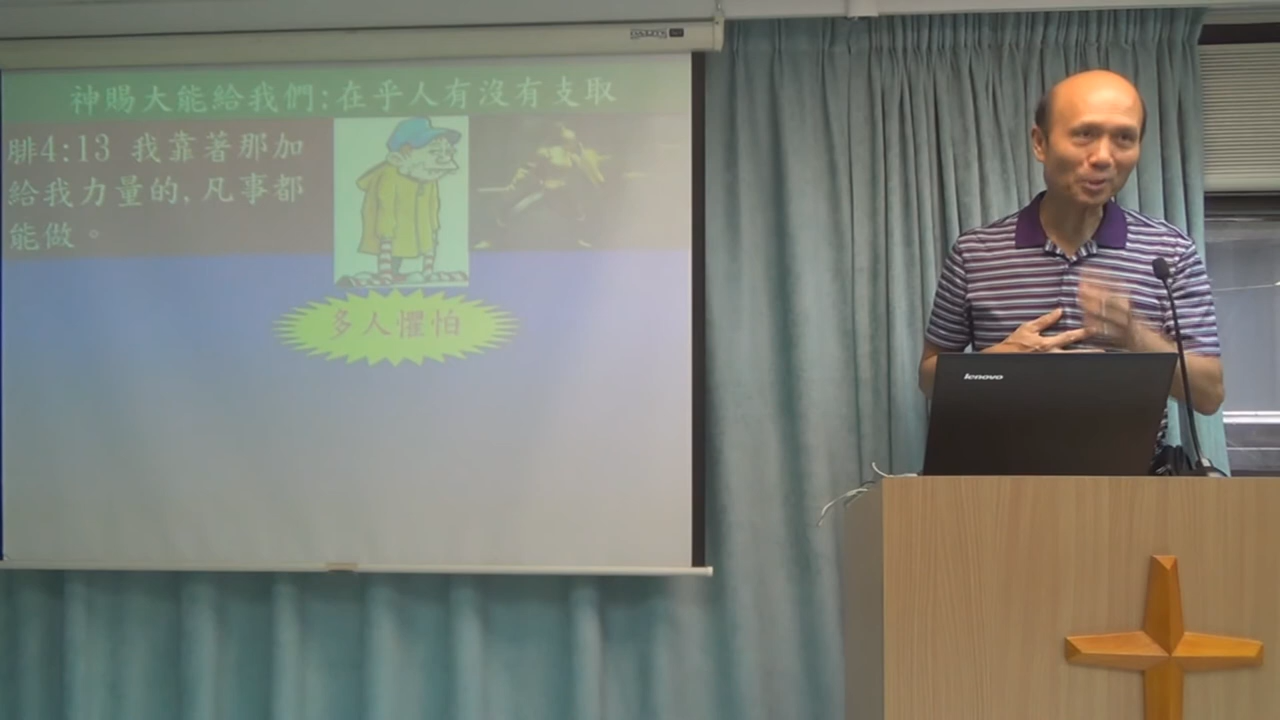 神賜大能給我們:在乎人有沒有支取
腓4:13 我靠著那加
給我力量的,凡事都
能做。
多人懼怕
lenovo